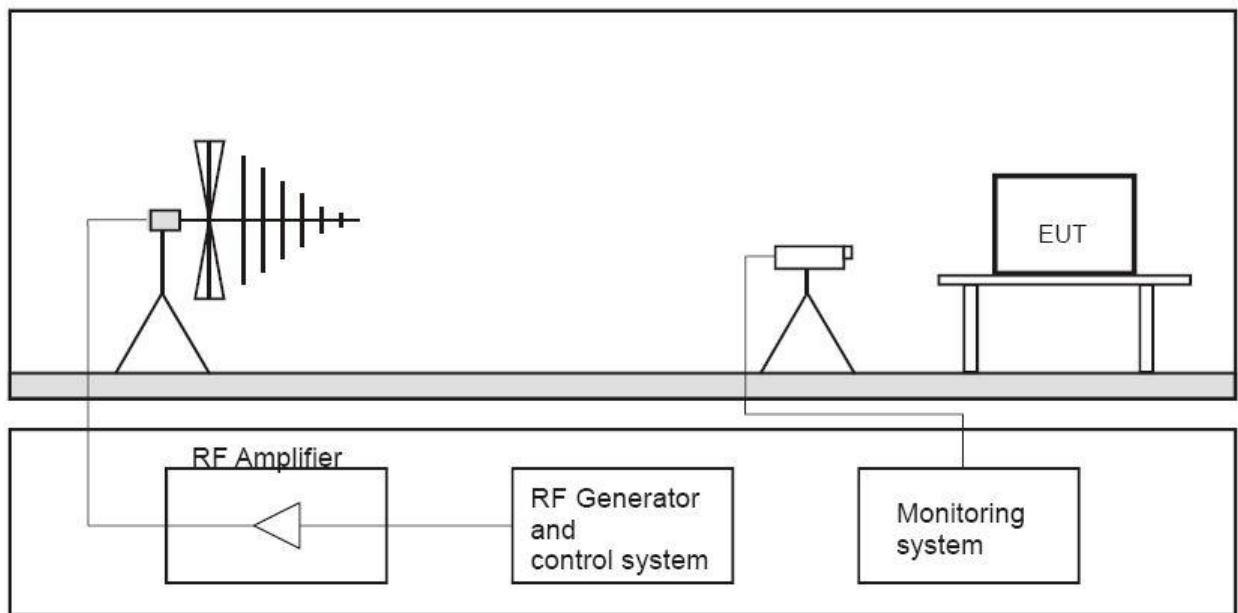 EUT
RF Amplifier
RF Generator
and
control system
Monitoring
system